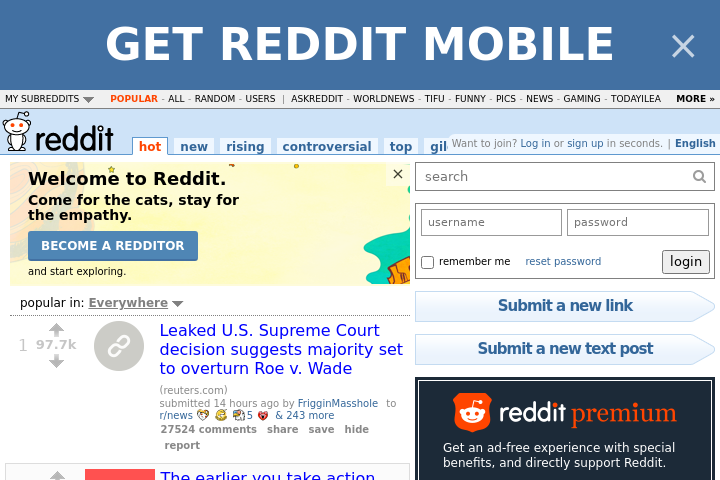 GET REDDIT MOBILE
MY SUBREDDITS POPULAR - ALL - RANDOM - USERS | ASKREDDIT - WORLDNEWS - TIFU - FUNNY - PICS - NEWS - GAMING - TODAYILEA MORE »
reddit hot new rising controversial top gil Want to join? Log in or sign up in seconds. | English
Welcome to Reddit.
Come for the cats, stay for
the empathy.
BECOME A REDDITOR
and start exploring.
search
username password
remember me reset password login
Submit a new link
Submit a new text post
popular in: Everywhere
1 97.7k
Leaked U.S. Supreme Court
decision suggests majority set
to overturn Roe v. Wade
(reuters.com)
submitted 14 hours ago by FrigginMasshole to
r/news 5 & 243 more
27524 comments share save hide
report
The earlier you take action
reddit premium
Get an ad-free experience with special
benefits, and directly support Reddit.